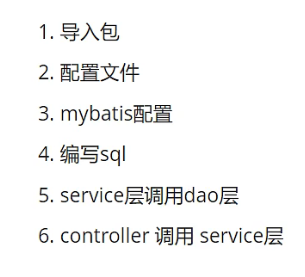 1. 导入包
2. 配置文件
3. mybatis配置
4. 编写sql
5. service层调用dao层
6. controller 调用 service层